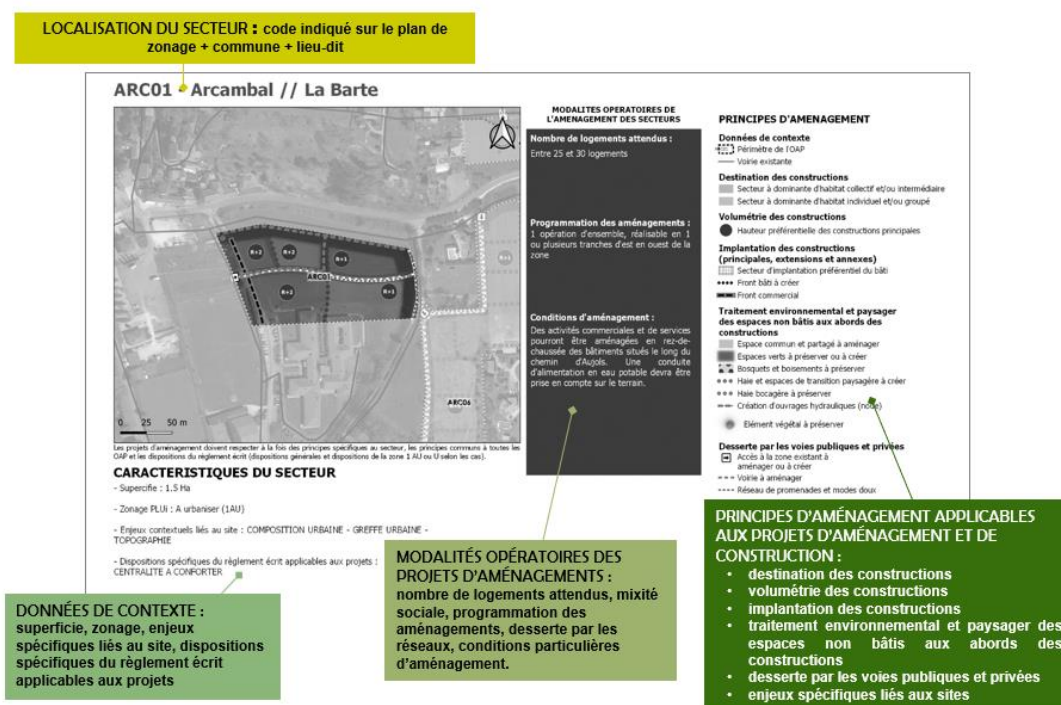 LOCALISATION DU SECTEUR : code indiqué sur le plan de
zonage + commune + lieu-dit
ARC01 - Arcambal // La Barte
R+2
R+2
R+1
ARC01
R+2
R+1
ARC06
0 25 50 m
Les projets d'aménagement doivent respecter à la fois des principes spécifiques au secteur, les principes communs à toutes les
OAP et les dispositions du règlement écrit (dispositions générales et dispositions de la zone 1 AU ou U selon les cas).
CARACTERISTIQUES DU SECTEUR
- Supercifie : 1.5 Ha
- Zonage PLUi : A urbaniser (1AU)
- Enjeux contextuels liés au site : COMPOSITION URBAINE - GREFFE URBAINE -
TOPOGRAPHIE
- Dispositions spécifiques du règlement écrit applicables aux projets :
CENTRALITE A CONFORTER
MODALITES OPERATOIRES DE
L'AMENAGEMENT DES SECTEURS
Nombre de logements attendus :
Entre 25 et 30 logements
Programmation des aménagements :
1 opération d'ensemble, réalisable en 1
ou plusieurs tranches d'est en ouest de la
zone
Conditions d'aménagement :
Des activités commerciales et de services
pourront être aménagées en rez-de-
chaussée des bâtiments situés le long du
chemin d'Aujols. Une conduite
d'alimentation en eau potable devra être
prise en compte sur le terrain.
PRINCIPES D'AMENAGEMENT
Données de contexte
Périmètre de l'OAP
Voirie existante
Destination des constructions
Secteur à dominante d'habitat collectif et/ou intermédiaire
Secteur à dominante d'habitat individuel et/ou groupé
Volumétrie des constructions
Hauteur préférentielle des constructions principales
Implantation des constructions
(principales, extensions et annexes)
Secteur d'implantation préférentiel du bâti
Front bâti à créer
Front commercial
Traitement environnemental et paysager
des espaces non bâtis aux abords des
constructions
Espace commun et partagé à aménager
Espaces verts à préserver ou à créer
Bosquets et boisements à préserver
Haie et espaces de transition paysagère à créer
Haie bocagère à préserver
Création d'ouvrages hydrauliques (noue)
Elément végétal à préserver
Desserte par les voies publiques et privées
Accès à la zone existant à
aménager ou à créer
Voirie à aménager
Réseau de promenades et modes doux
DONNÉES DE CONTEXTE :
superficie, zonage, enjeux
spécifiques liés au site, dispositions
spécifiques du règlement écrit
applicables aux projets
MODALITÉS OPÉRATOIRES DES
PROJETS D'AMÉNAGEMENTS :
nombre de logements attendus, mixité
sociale, programmation des
aménagements, desserte par les
réseaux, conditions particulières
d'aménagement.
PRINCIPES D'AMÉNAGEMENT APPLICABLES
AUX PROJETS D'AMÉNAGEMENT ET DE
CONSTRUCTION :
• destination des constructions
• volumétrie des constructions
• implantation des constructions
• traitement environnemental et paysager des
espaces non bâtis aux abords des
constructions
• desserte par les voies publiques et privées
• enjeux spécifiques liés aux sites